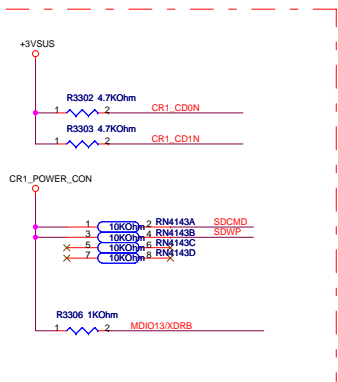 +3VSUS
R3302 4.7KOhm
1 2 CR1_CD0N
R3303 4.7KOhm
1 2 CR1_CD1N
CR1_POWER_CON
1 10KOhm 2 RN4143A SDCMD
3 10KOhm 4 RN4143B SDWP
5 10KOhm 6 RN4143C
7 10KOhm 8 RN4143D
R3306 1KOhm
1 2 MDIO13/XDRB